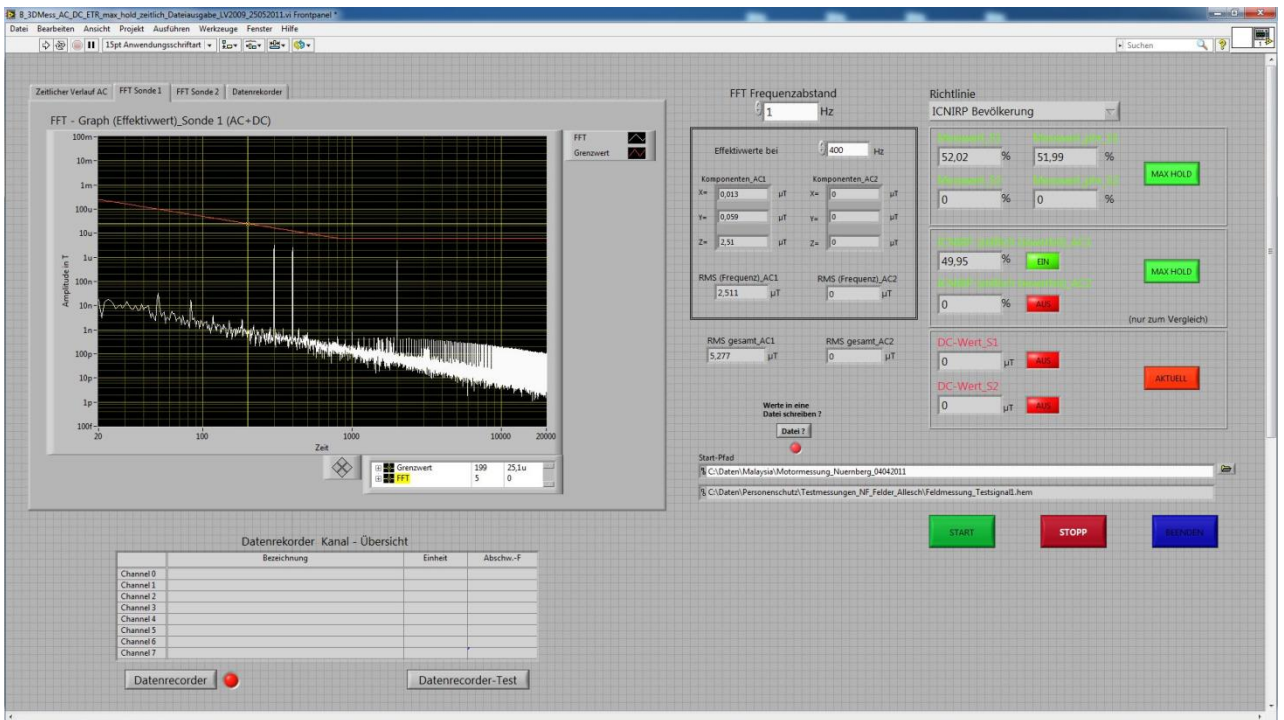 B_3DMess_AC_DC_ETR_max_hold_zeitlich_Dateiausgabe_LV2009_25052011.vi Frontpanel *
Datei Bearbeiten Ansicht Projekt Ausführen Werkzeuge Fenster Hilfe
15pt Anwendungsschriftart
Suchen
Zeitlicher Verlauf AC FFT Sonde 1 FFT Sonde 2 Datenrekorder
FFT - Graph (Effektivwert)_Sonde 1 (AC+DC)
FFT
Grenzwert
Amplitude in T
100m
10m
1m
100u
10u
1u
100n
10n
1n
100p
10p
1p
100f
20 100 1000 10000 20000
Zeit
Grenzwert 199 25,1u
FFT 5 0
FFT Frequenzabstand
1 Hz
Richtlinie
ICNIRP Bevölkerung
Effektivwerte bei 400 Hz
Komponenten_AC1 Komponenten_AC2
X= 0,013 µT X= 0 µT
Y= 0,059 µT Y= 0 µT
Z= 2,51 µT Z= 0 µT
RMS (Frequenz)_AC1 RMS (Frequenz)_AC2
2,511 µT 0 µT
RMS gesamt_AC1 RMS gesamt_AC2
5,277 µT 0 µT
52,02 % 51,99 %
MAX HOLD
0 % 0 %
49,95 % EIN
MAX HOLD
0 % AUS
(nur zum Vergleich)
DC-Wert_S1
0 µT AUS
AKTUELL
DC-Wert_S2
0 µT AUS
Werte in eine
Datei schreiben ?
Datei ?
Start-Pfad
C:\Daten\Malaysia\Motormessung_Nuernberg_04042011
C:\Daten\Personenschutz\Testmessungen_NF_Felder_Allesch\Feldmessung_Testsignal1.hem
START STOPP BEENDEN
Datenrekorder Kanal - Übersicht
Bezeichnung Einheit Abschw.-F
Channel 0
Channel 1
Channel 2
Channel 3
Channel 4
Channel 5
Channel 6
Channel 7
Datenrecorder Datenrecorder-Test